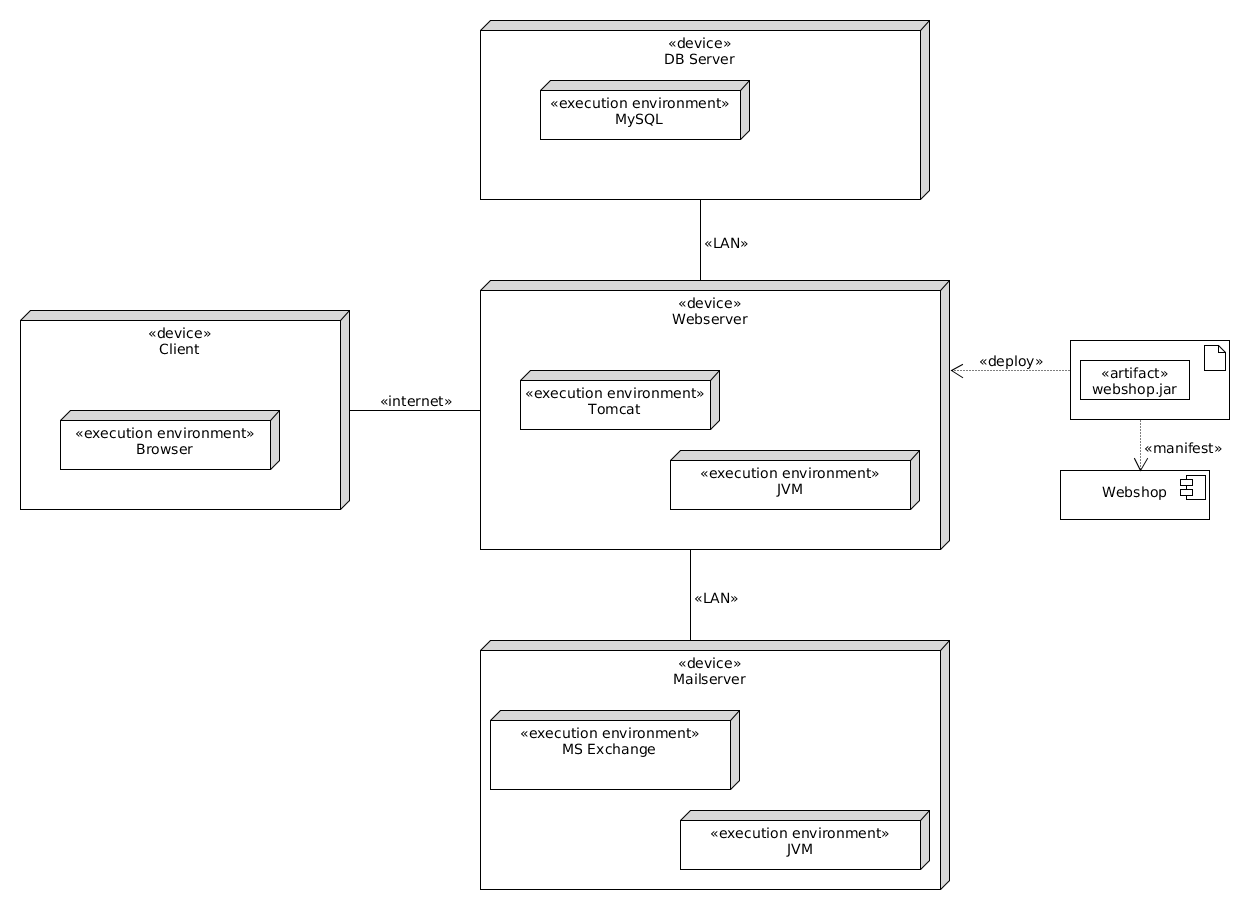 «device»
DB Server
«execution environment»
MySQL
«LAN»
«device»
Webserver
«execution environment»
Tomcat
«execution environment»
JVM
«device»
Client
«execution environment»
Browser
«internet»
«deploy»
«artifact»
webshop.jar
«manifest»
Webshop
«LAN»
«device»
Mailserver
«execution environment»
MS Exchange
«execution environment»
JVM